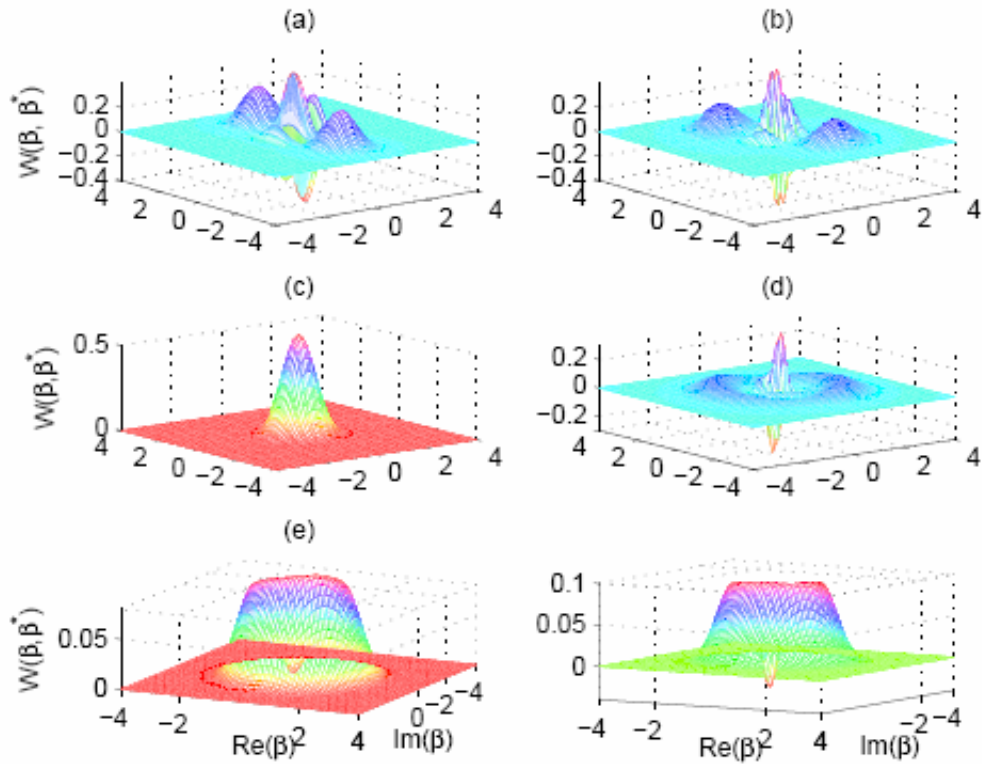 (a) (b)
W(β, β*) 0.2 0 −0.2 −0.4 4 2 0 −2 −4 −4 −2 0 2 4
0.2 0 −0.2 −0.4 4 2 0 −2 −4 −4 −2 0 2 4
(c) (d)
W(β,β*) 0.5 0 4 2 0 −2 −4 −4 −2 0 2 4
0.2 0 −0.2 4 2 0 −2 −4 −4 −2 0 2 4
(e)
W(β,β*) 0.05 0 −4 −2 2 4 0 −2 −4
Re(β) Im(β)
0.1 0.05 0 −4 −2 2 4 −2 −4
Re(β) Im(β)